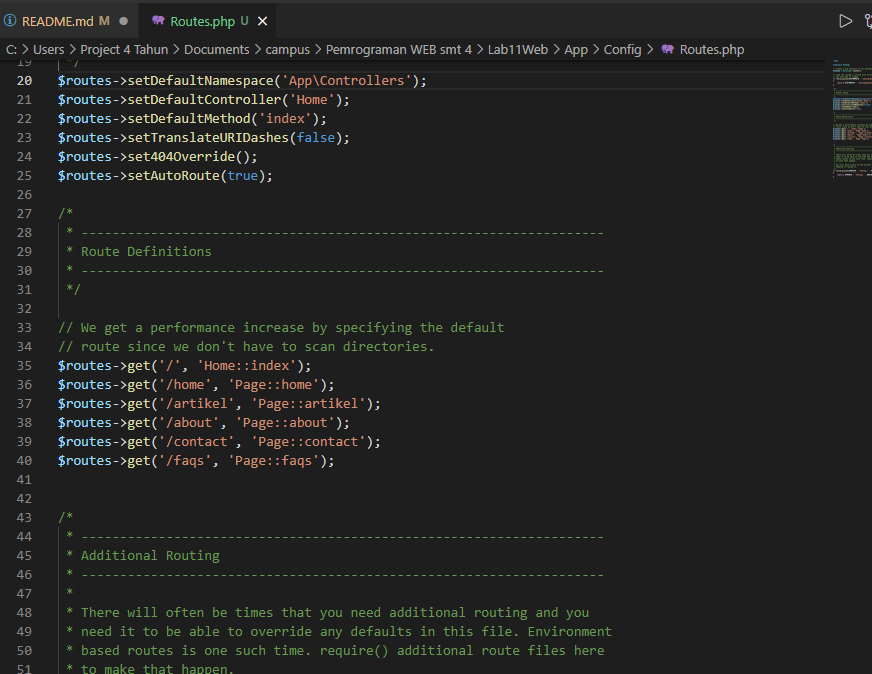 README.md M
Routes.php U
C: > Users > Project 4 Tahun > Documents > campus > Pemrograman WEB smt 4 > Lab11Web > App > Config > Routes.php
19 */
20 $routes->setDefaultNamespace('App\Controllers');
21 $routes->setDefaultController('Home');
22 $routes->setDefaultMethod('index');
23 $routes->setTranslateURIDashes(false);
24 $routes->set404Override();
25 $routes->setAutoRoute(true);
26
27 /*
28 * --------------------------------------------------------------------
29 * Route Definitions
30 * --------------------------------------------------------------------
31 */
32
33 // We get a performance increase by specifying the default
34 // route since we don't have to scan directories.
35 $routes->get('/', 'Home::index');
36 $routes->get('/home', 'Page::home');
37 $routes->get('/artikel', 'Page::artikel');
38 $routes->get('/about', 'Page::about');
39 $routes->get('/contact', 'Page::contact');
40 $routes->get('/faqs', 'Page::faqs');
41
42
43 /*
44 * --------------------------------------------------------------------
45 * Additional Routing
46 * --------------------------------------------------------------------
47 *
48 * There will often be times that you need additional routing and you
49 * need it to be able to override any defaults in this file. Environment
50 * based routes is one such time. require() additional route files here
51 * to make that happen.